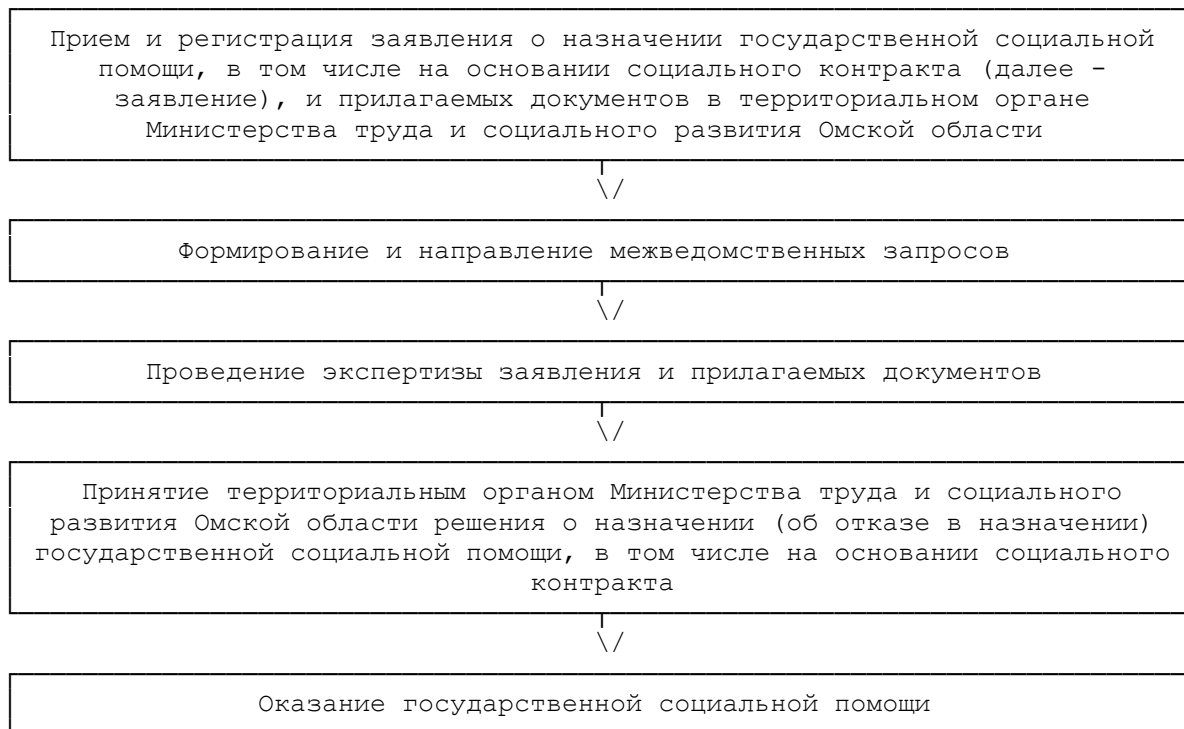 Прием и регистрация заявления о назначении государственной социальной
помощи, в том числе на основании социального контракта (далее -
заявление), и прилагаемых документов в территориальном органе
Министерства труда и социального развития Омской области
\/
Формирование и направление межведомственных запросов
\/
Проведение экспертизы заявления и прилагаемых документов
\/
Принятие территориальным органом Министерства труда и социального
развития Омской области решения о назначении (об отказе в назначении)
государственной социальной помощи, в том числе на основании социального
контракта
\/
Оказание государственной социальной помощи